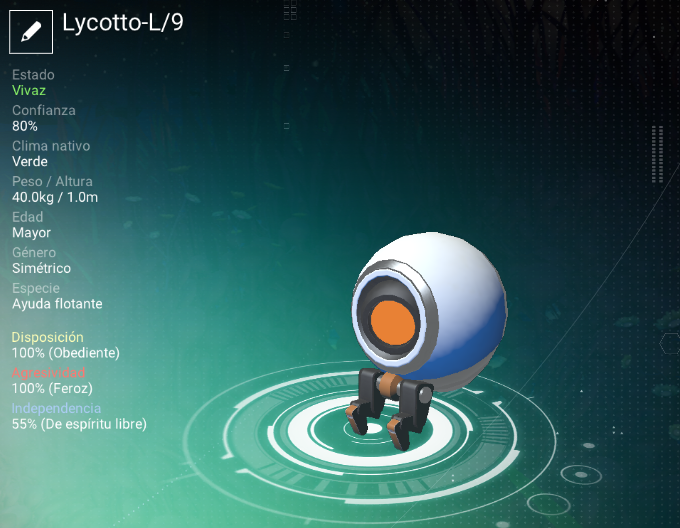 Lycotto-L/9
Estado
Vivaz
Confianza
80%
Clima nativo
Verde
Peso / Altura
40.0kg / 1.0m
Edad
Mayor
Género
Simétrico
Especie
Ayuda flotante
Disposición
100% (Obediente)
Agresividad
100% (Feroz)
Independencia
55% (De espíritu libre)